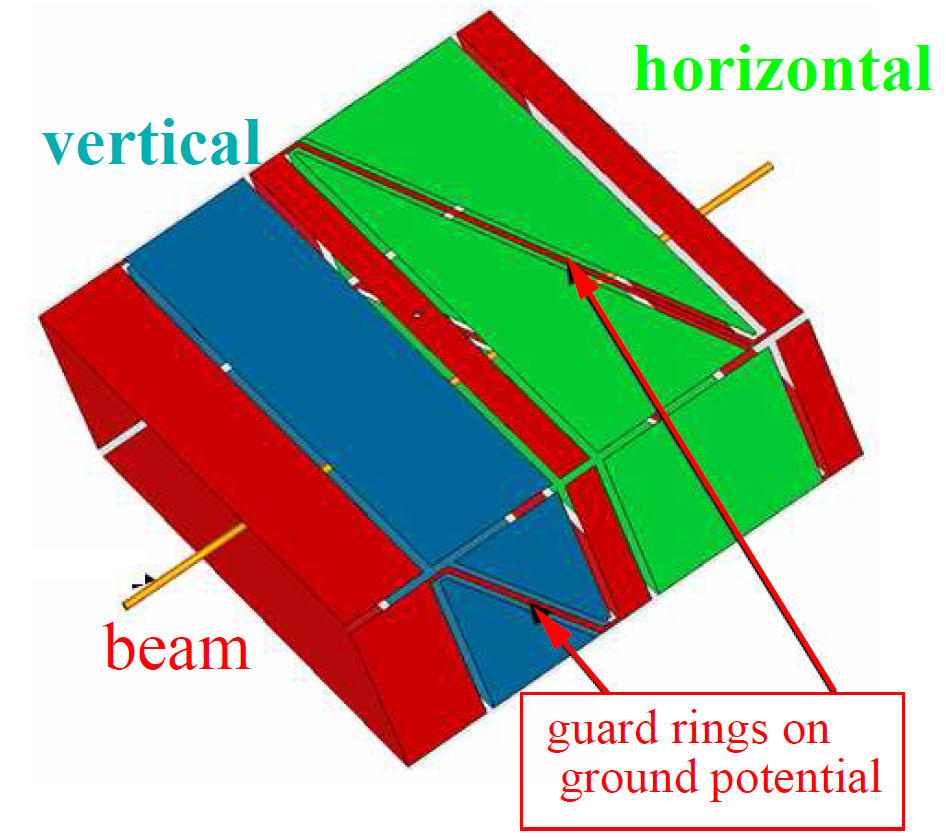 horizontal
vertical
beam
guard rings on
ground potential